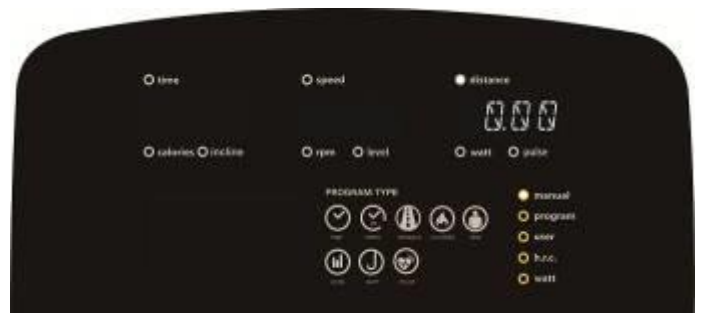 time speed distance
0.00
calories incline rpm level watt pulse
PROGRAM TYPE
manual
program
user
h.r.c.
watt